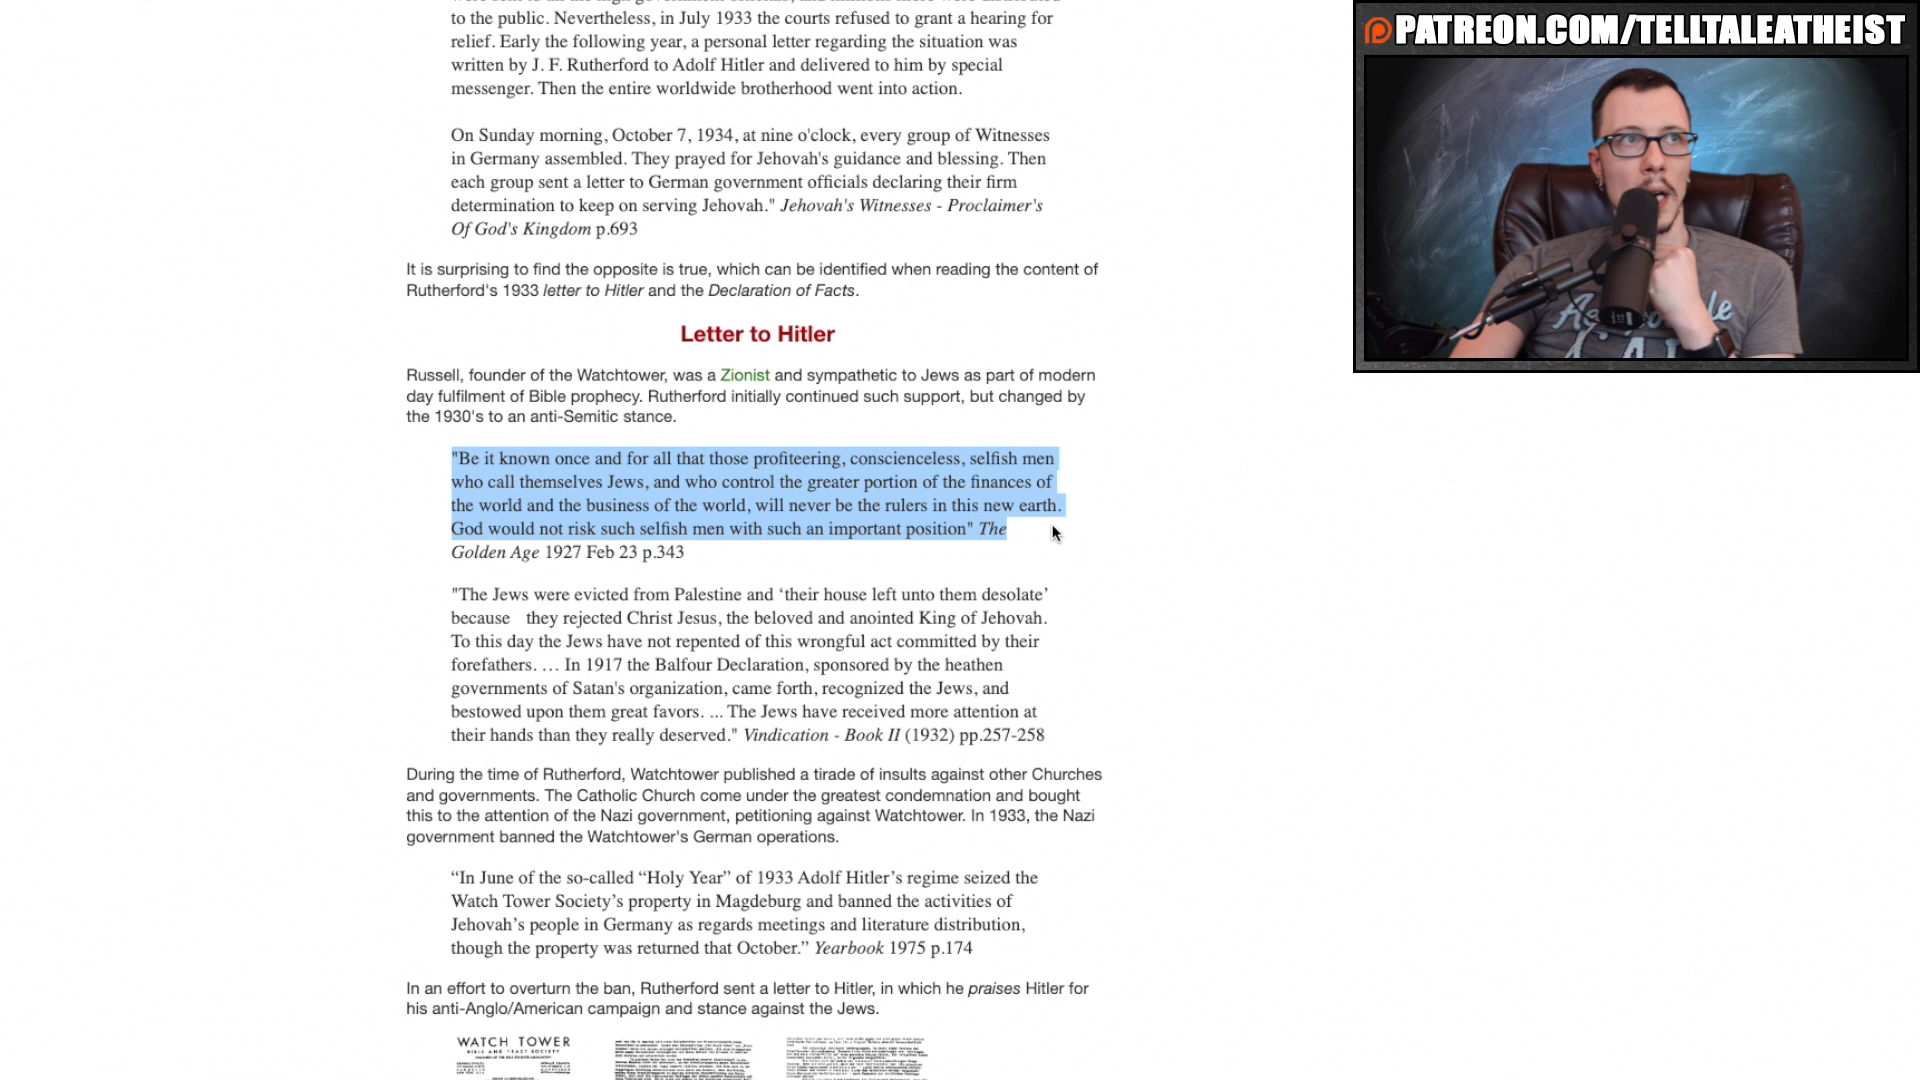 to the public. Nevertheless, in July 1933 the courts refused to grant a hearing for
relief. Early the following year, a personal letter regarding the situation was
written by J. F. Rutherford to Adolf Hitler and delivered to him by special
messenger. Then the entire worldwide brotherhood went into action.
On Sunday morning, October 7, 1934, at nine o'clock, every group of Witnesses
in Germany assembled. They prayed for Jehovah's guidance and blessing. Then
each group sent a letter to German government officials declaring their firm
determination to keep on serving Jehovah." Jehovah's Witnesses - Proclaimer's
Of God's Kingdom p.693
It is surprising to find the opposite is true, which can be identified when reading the content of
Rutherford's 1933 letter to Hitler and the Declaration of Facts.
Letter to Hitler
Russell, founder of the Watchtower, was a Zionist and sympathetic to Jews as part of modern
day fulfilment of Bible prophecy. Rutherford initially continued such support, but changed by
the 1930's to an anti-Semitic stance.
"Be it known once and for all that those profiteering, conscienceless, selfish men
who call themselves Jews, and who control the greater portion of the finances of
the world and the business of the world, will never be the rulers in this new earth.
God would not risk such selfish men with such an important position" The
Golden Age 1927 Feb 23 p.343
"The Jews were evicted from Palestine and ‘their house left unto them desolate’
because they rejected Christ Jesus, the beloved and anointed King of Jehovah.
To this day the Jews have not repented of this wrongful act committed by their
forefathers. … In 1917 the Balfour Declaration, sponsored by the heathen
governments of Satan's organization, came forth, recognized the Jews, and
bestowed upon them great favors. ... The Jews have received more attention at
their hands than they really deserved." Vindication - Book II (1932) pp.257-258
During the time of Rutherford, Watchtower published a tirade of insults against other Churches
and governments. The Catholic Church come under the greatest condemnation and bought
this to the attention of the Nazi government, petitioning against Watchtower. In 1933, the Nazi
government banned the Watchtower's German operations.
“In June of the so-called “Holy Year” of 1933 Adolf Hitler’s regime seized the
Watch Tower Society’s property in Magdeburg and banned the activities of
Jehovah’s people in Germany as regards meetings and literature distribution,
though the property was returned that October.” Yearbook 1975 p.174
In an effort to overturn the ban, Rutherford sent a letter to Hitler, in which he praises Hitler for
his anti-Anglo/American campaign and stance against the Jews.
WATCH TOWER
BIBLE AND TRACT SOCIETY
PATREON.COM/TELLTALEATHEIST